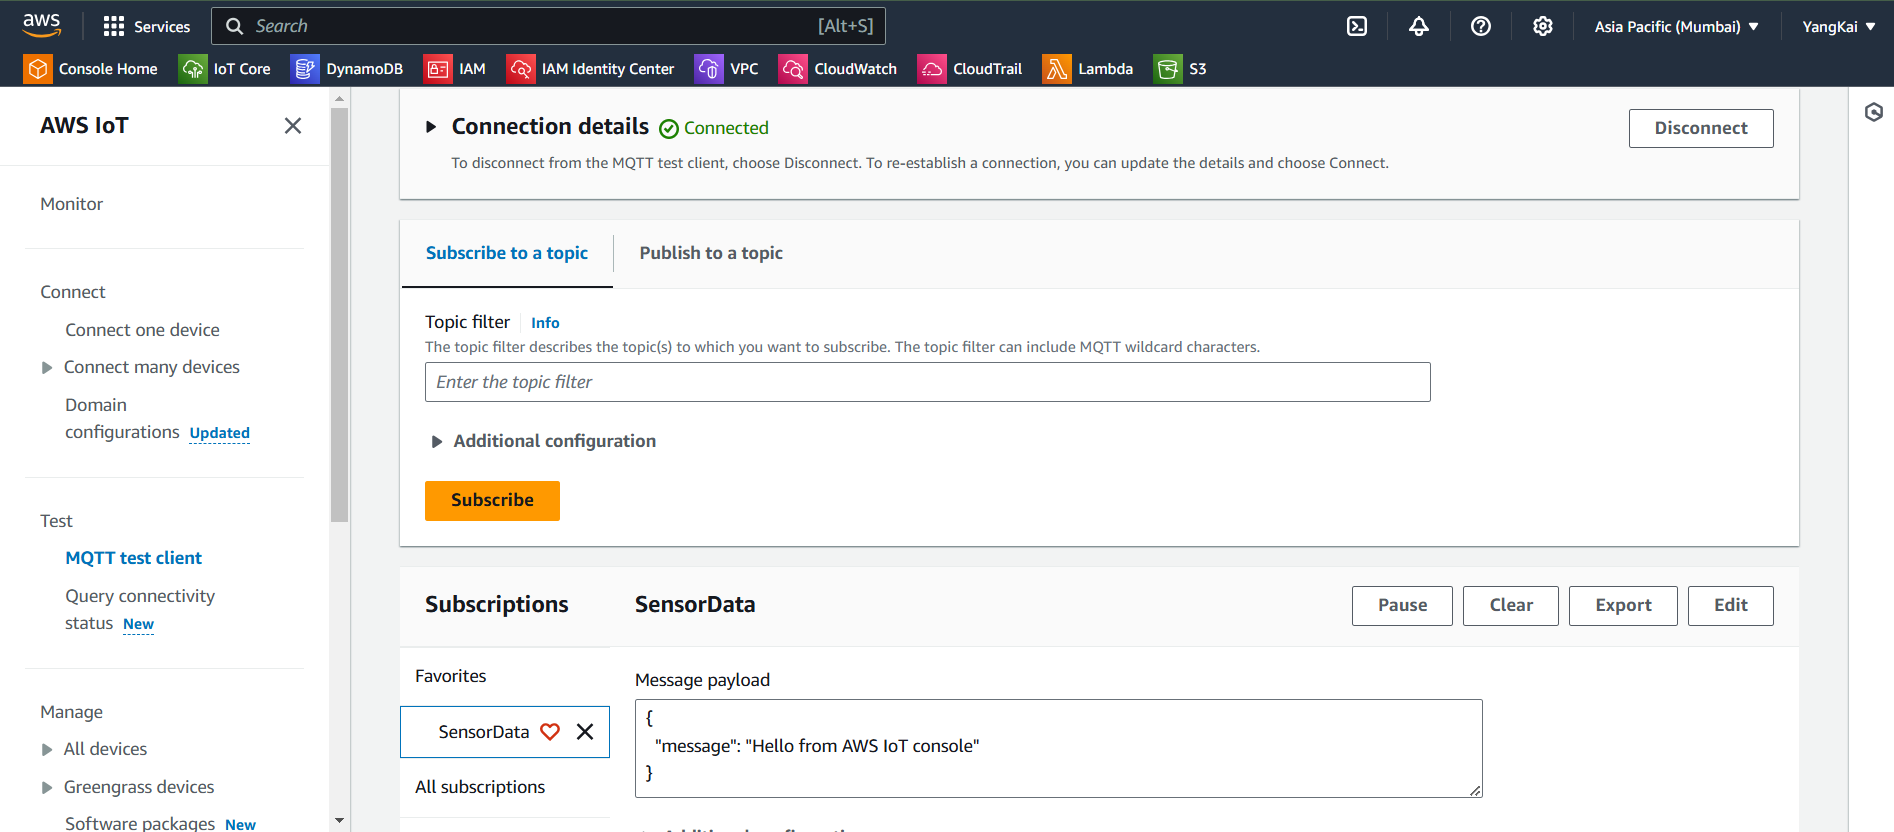 aws
Services
Search
[Alt+S]
Asia Pacific (Mumbai)
YangKai
Console Home
IoT Core
DynamoDB
IAM
IAM Identity Center
VPC
CloudWatch
CloudTrail
Lambda
S3
AWS IoT
Monitor
Connect
Connect one device
Connect many devices
Domain
configurations Updated
Test
MQTT test client
Query connectivity
status New
Manage
All devices
Greengrass devices
Software packages New
Connection details Connected
Disconnect
To disconnect from the MQTT test client, choose Disconnect. To re-establish a connection, you can update the details and choose Connect.
Subscribe to a topic
Publish to a topic
Topic filter Info
The topic filter describes the topic(s) to which you want to subscribe. The topic filter can include MQTT wildcard characters.
Enter the topic filter
Additional configuration
Subscribe
Subscriptions
SensorData
Pause
Clear
Export
Edit
Favorites
SensorData
All subscriptions
Message payload
{
"message": "Hello from AWS IoT console"
}